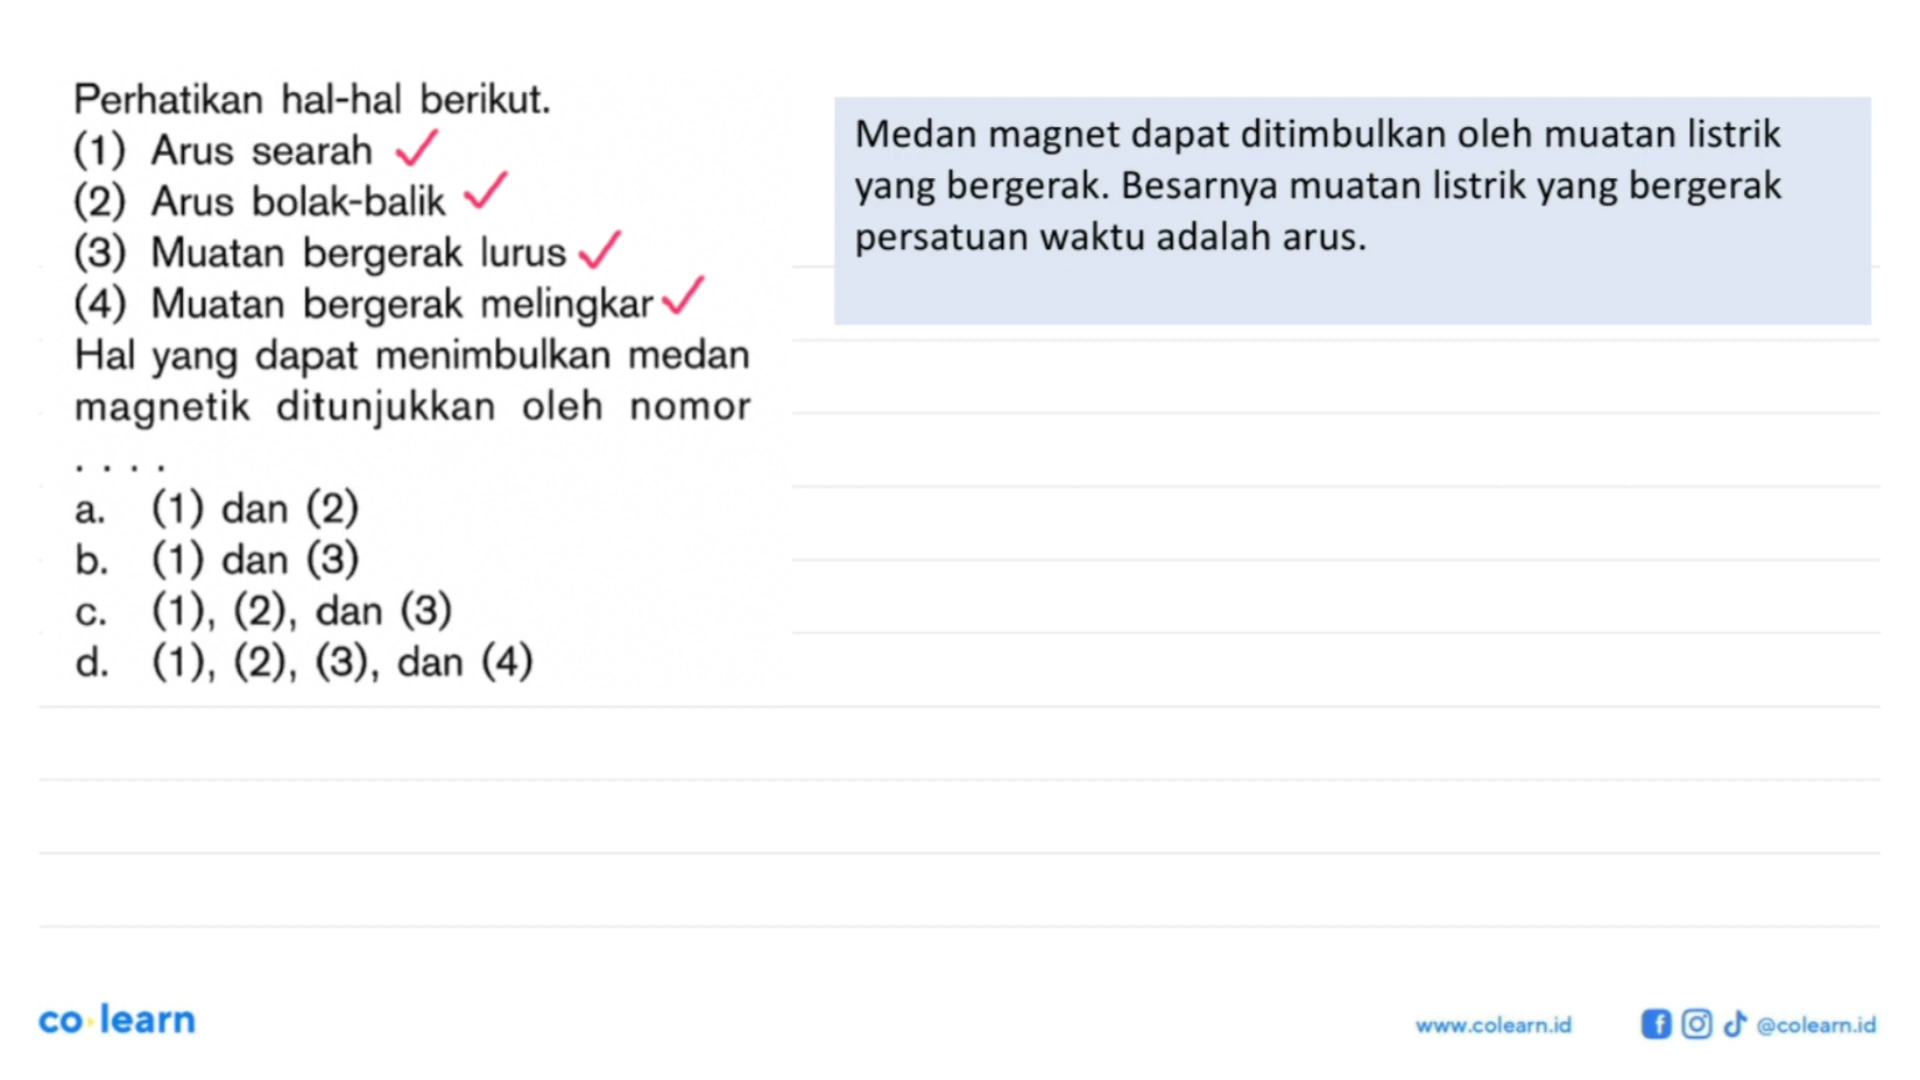 Perhatikan hal-hal berikut.
(1) Arus searah
(2) Arus bolak-balik
(3) Muatan bergerak lurus
(4) Muatan bergerak melingkar
Hal yang dapat menimbulkan medan
magnetik ditunjukkan oleh nomor
. . . .
a. (1) dan (2)
b. (1) dan (3)
c. (1), (2), dan (3)
d. (1), (2), (3), dan (4)
Medan magnet dapat ditimbulkan oleh muatan listrik
yang bergerak. Besarnya muatan listrik yang bergerak
persatuan waktu adalah arus.
co learn
www.colearn.id
@colearn.id